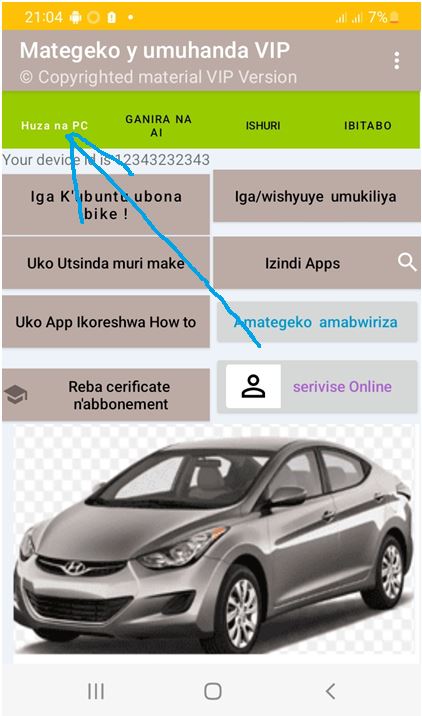 21:04
7%
Mategeko y umuhanda VIP
© Copyrighted material VIP Version
Huza na PC
GANIRA NA
AI
ISHURI
IBITABO
Your device id is 12343232343
Iga K'ubuntu ubona
bike !
Iga/wishyuye umukiliya
Uko Utsinda muri make
Izindi Apps
Uko App Ikoreshwa How to
Amategeko amabwiriza
Reba cerificate
n'abbonement
serivise Online